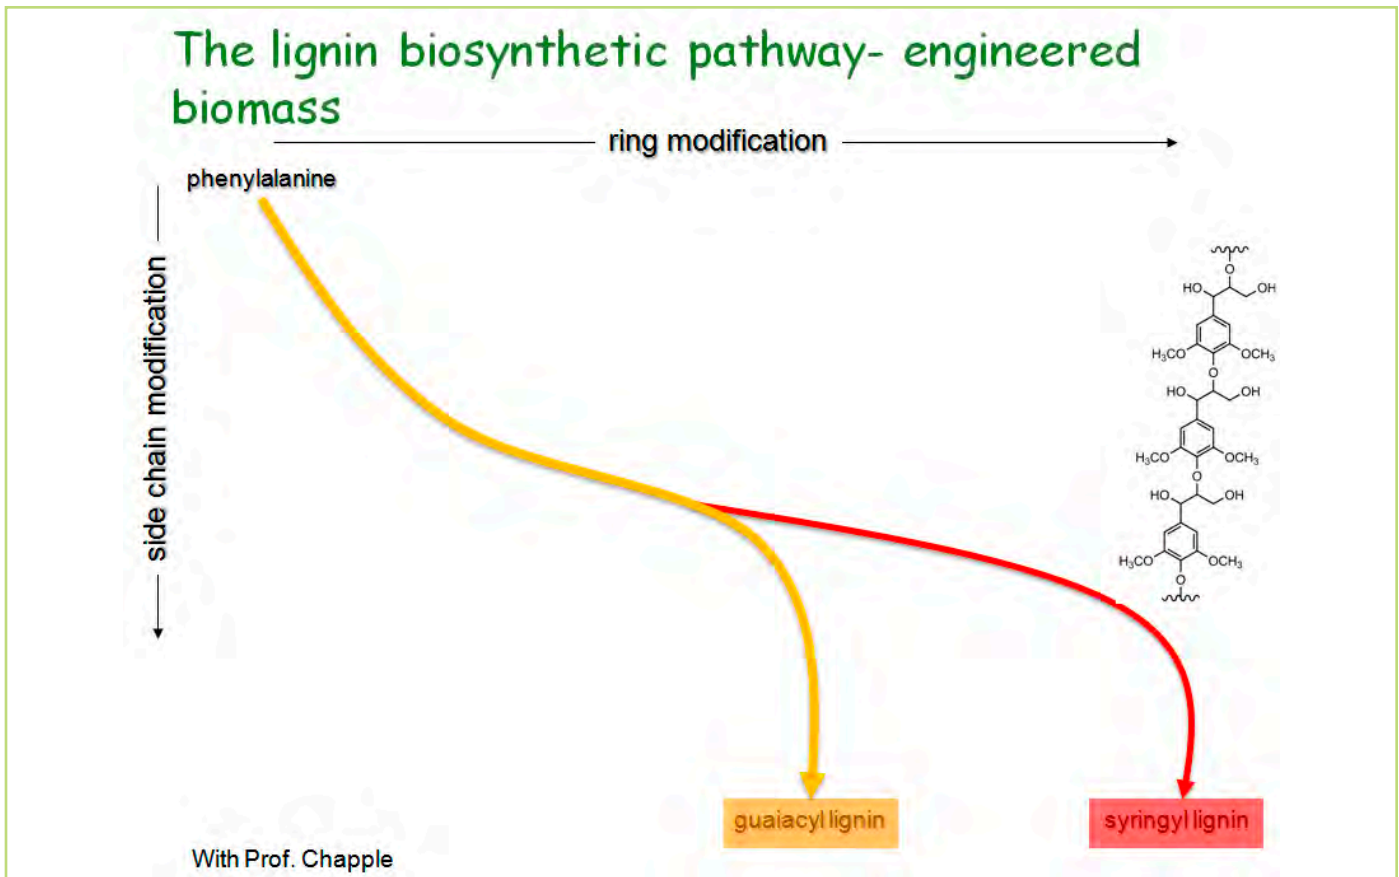 The lignin biosynthetic pathway- engineered
biomass
ring modification
phenylalanine
side chain modification
O
HO
OH
H₃CO
OCH₃
O
HO
OH
H₃CO
OCH₃
O
HO
OH
H₃CO
OCH₃
O
guaiacyl lignin
syringyl lignin
With Prof. Chapple